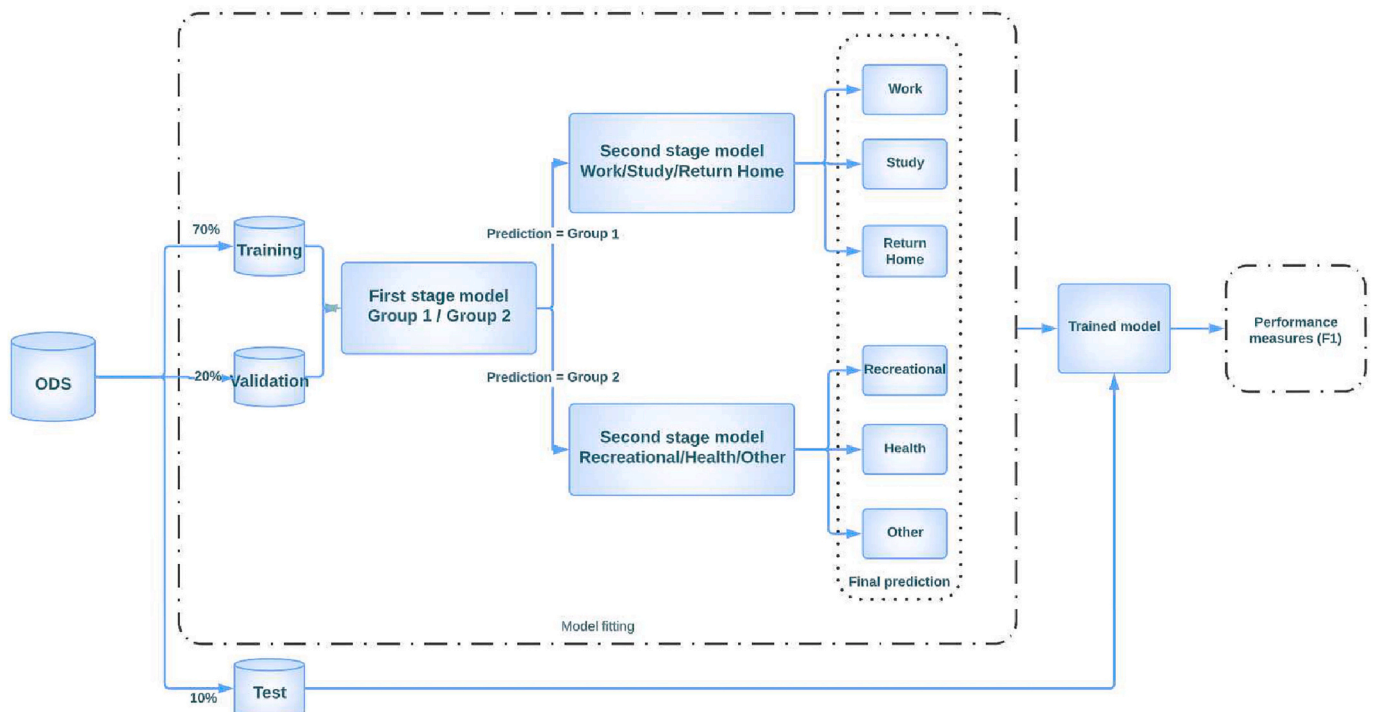 ODS
70%
Training
20%
Validation
10%
Test
First stage model
Group 1 / Group 2
Prediction = Group 1
Prediction = Group 2
Second stage model
Work/Study/Return Home
Second stage model
Recreational/Health/Other
Work
Study
Return
Home
Recreational
Health
Other
Final prediction
Model fitting
Trained model
Performance
measures (F1)